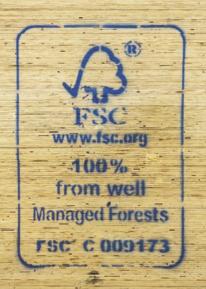 ®
FSC
www.fsc.org
100%
from well
Managed Forests
FSC® C 009173